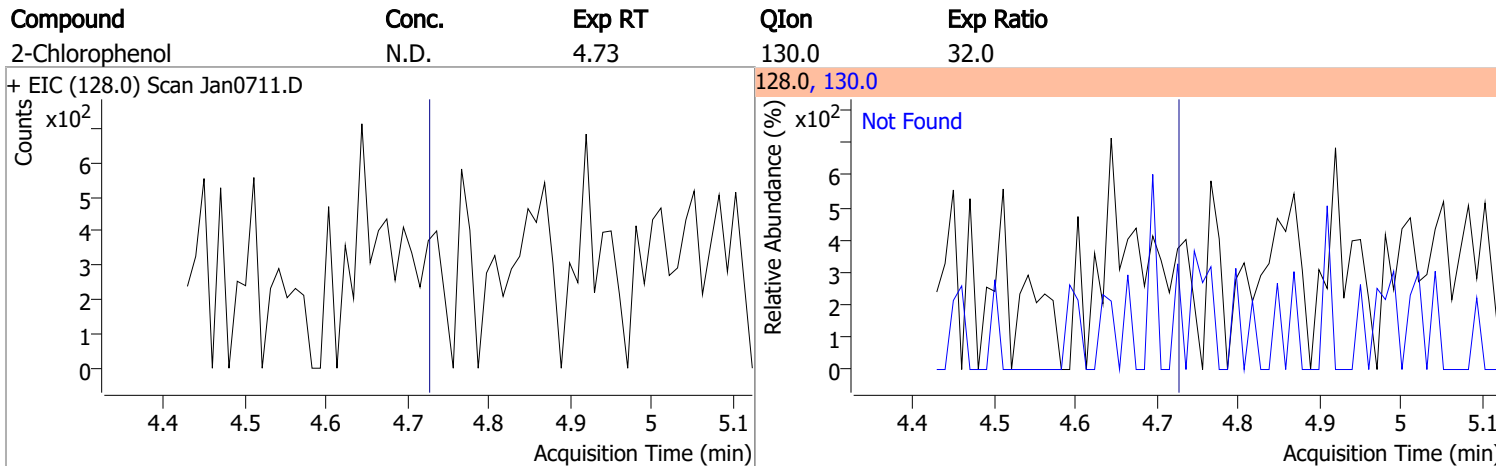 Compound Conc. Exp RT QIon Exp Ratio
2-Chlorophenol N.D. 4.73 130.0 32.0
+ EIC (128.0) Scan Jan0711.D
Counts
x10²
6
5
4
3
2
1
0
4.4 4.5 4.6 4.7 4.8 4.9 5 5.1
Acquisition Time (min)
128.0, 130.0
Relative Abundance (%)
x10²
Not Found
6
5
4
3
2
1
0
4.4 4.5 4.6 4.7 4.8 4.9 5 5.1
Acquisition Time (min)